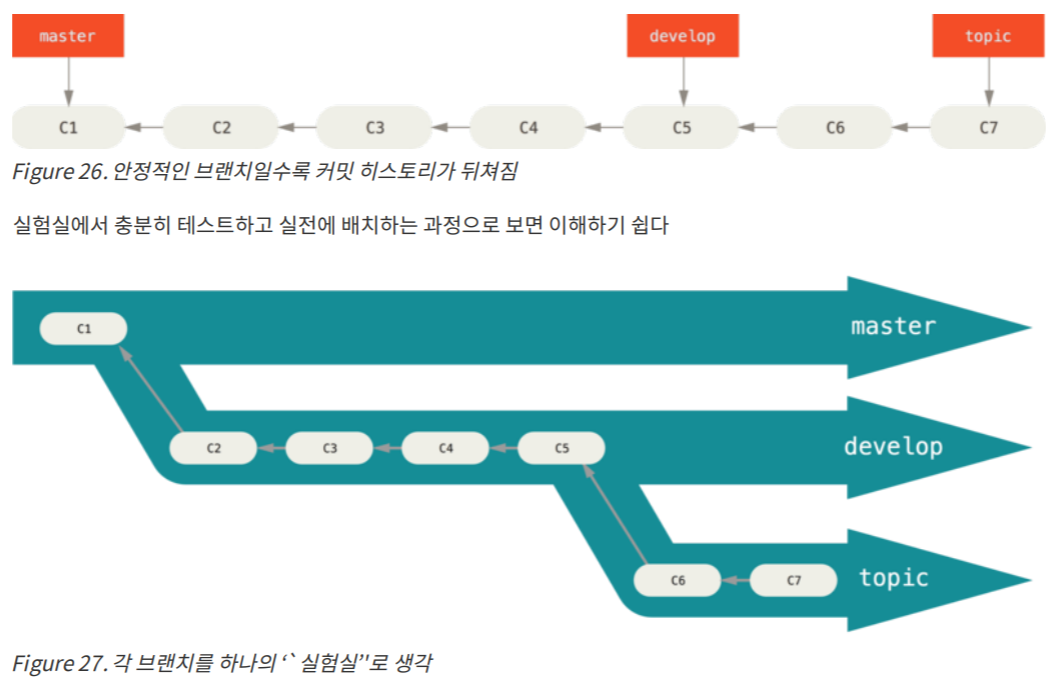 master develop topic
C1 C2 C3 C4 C5 C6 C7
Figure 26. 안정적인 브랜치일수록 커밋 히스토리가 뒤쳐짐
실험실에서 충분히 테스트하고 실전에 배치하는 과정으로 보면 이해하기 쉽다
C1 master
C2 C3 C4 C5 develop
C6 C7 topic
Figure 27. 각 브랜치를 하나의 ‘`실험실’'로 생각